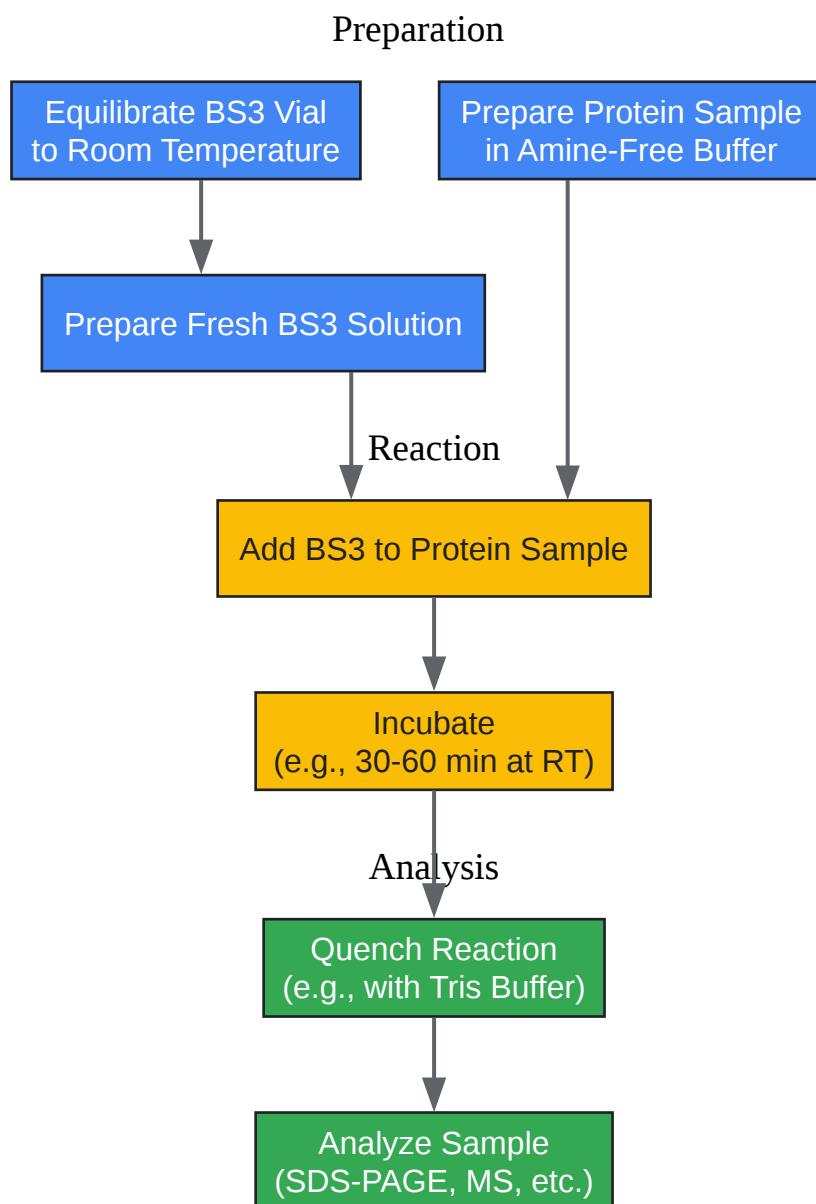 Preparation
Equilibrate BS3 Vial
to Room Temperature
Prepare Protein Sample
in Amine-Free Buffer
Prepare Fresh BS3 Solution
Reaction
Add BS3 to Protein Sample
Incubate
(e.g., 30-60 min at RT)
Analysis
Quench Reaction
(e.g., with Tris Buffer)
Analyze Sample
(SDS-PAGE, MS, etc.)